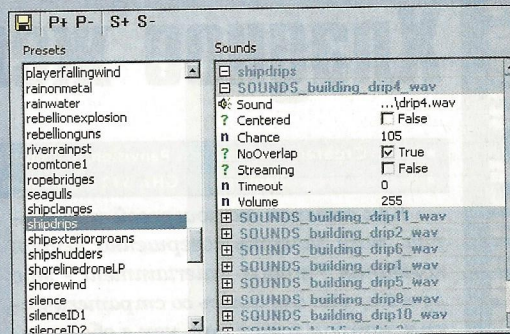 P+ P- S+ S-
Presets
playerfallingwind
rainonmetal
rainwater
rebellionexplosion
rebellionguns
riverrainpst
roomtone1
ropebridges
seagulls
shipclanges
shipdrips
shipexteriorgroans
shipshudders
shorelinedroneLP
shorewind
silence
silenceID1
silenceID2
Sounds
shipdrips
SOUNDS_building_drip4_wav
Sound ...\drip4.wav
? Centered False
n Chance 105
? NoOverlap True
? Streaming False
n Timeout 0
n Volume 255
SOUNDS_building_drip11_wav
SOUNDS_building_drip2_wav
SOUNDS_building_drip6_wav
SOUNDS_building_drip1_wav
SOUNDS_building_drip5_wav
SOUNDS_building_drip8_wav
SOUNDS_building_drip10_wav